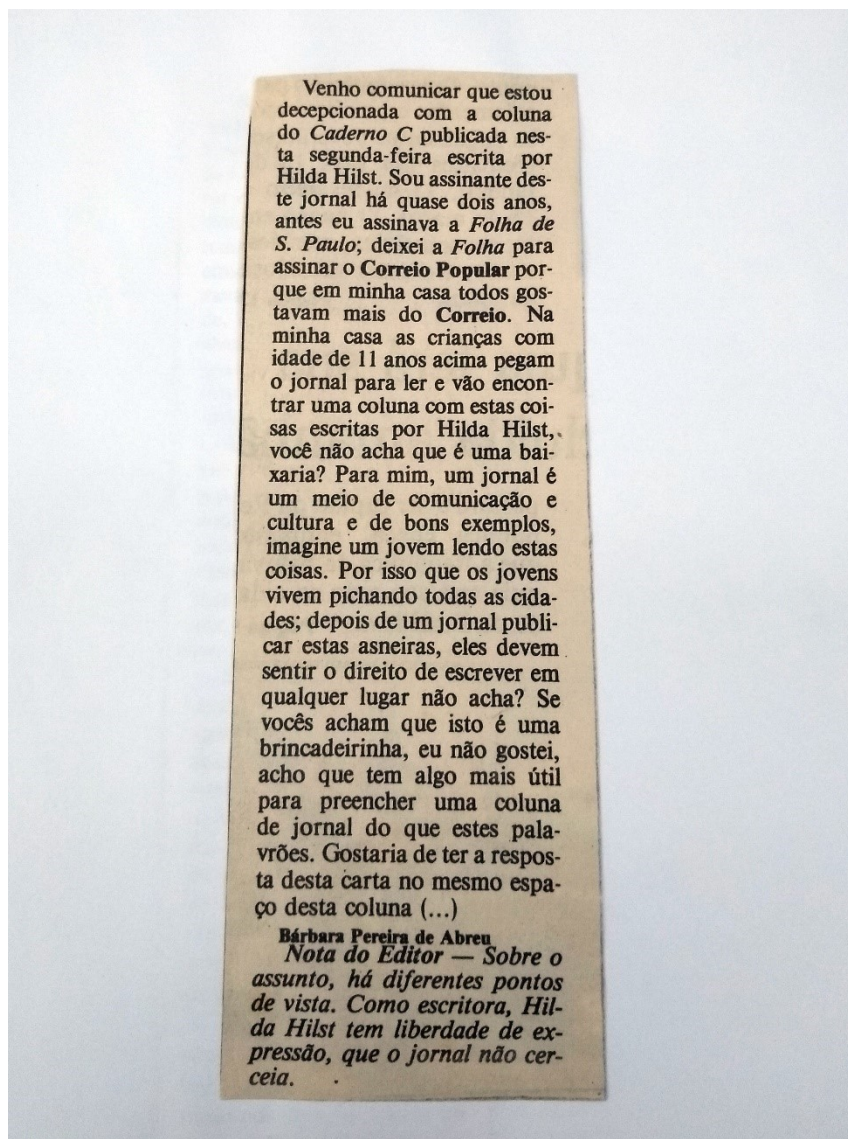 Venho comunicar que estou
decepcionada com a coluna
do Caderno C publicada nes-
ta segunda-feira escrita por
Hilda Hilst. Sou assinante des-
te jornal há quase dois anos,
antes eu assinava a Folha de
S. Paulo; deixei a Folha para
assinar o Correio Popular por-
que em minha casa todos gos-
tavam mais do Correio. Na
minha casa as crianças com
idade de 11 anos acima pegam
o jornal para ler e vão encon-
trar uma coluna com estas coi-
sas escritas por Hilda Hilst,
você não acha que é uma bai-
xaria? Para mim, um jornal é
um meio de comunicação e
cultura e de bons exemplos,
imagine um jovem lendo estas
coisas. Por isso que os jovens
vivem pichando todas as cida-
des; depois de um jornal publi-
car estas asneiras, eles devem
sentir o direito de escrever em
qualquer lugar não acha? Se
vocês acham que isto é uma
brincadeirinha, eu não gostei,
acho que tem algo mais útil
para preencher uma coluna
de jornal do que estes pala-
vrões. Gostaria de ter a respos-
ta desta carta no mesmo espa-
ço desta coluna (...)
Bárbara Pereira de Abreu
Nota do Editor — Sobre o
assunto, há diferentes pontos
de vista. Como escritora, Hil-
da Hilst tem liberdade de ex-
pressão, que o jornal não cer-
ceia.